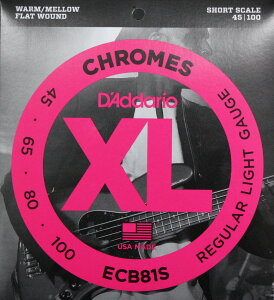 WARM/MELLOW
FLAT WOUND
SHORT SCALE
45|100
CHROMES
D'Addario
XL
USA MADE
45 65 80 100
REGULAR LIGHT GAUGE
ECB81S